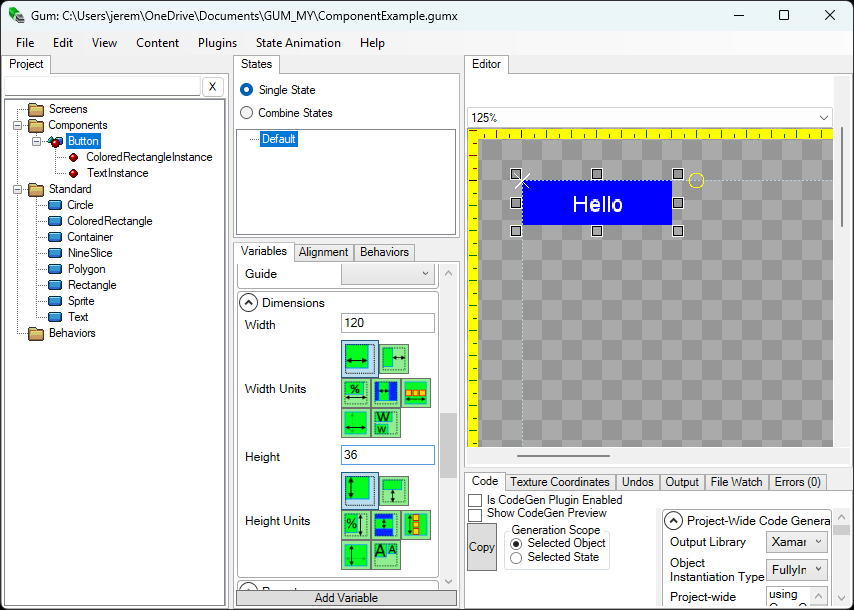 Gum: C:\Users\jerem\OneDrive\Documents\GUM_MY\ComponentExample.gumx
File Edit View Content Plugins State Animation Help
Project
X
Screens
Components
Button
ColoredRectangleInstance
TextInstance
Standard
Circle
ColoredRectangle
Container
NineSlice
Polygon
Rectangle
Sprite
Text
Behaviors
States
Single State
Combine States
Default
Variables Alignment Behaviors
Guide
Dimensions
Width 120
%
Width Units
W
W
Height 36
Height Units
%
A A
Add Variable
Editor
125%
Hello
Code Texture Coordinates Undos Output File Watch Errors (0)
Is CodeGen Plugin Enabled
Show CodeGen Preview
Copy
Generation Scope
Selected Object
Selected State
Project-Wide Code Genera
Output Library Xamar
Object
Instantiation Type FullyIn
Project-wide using